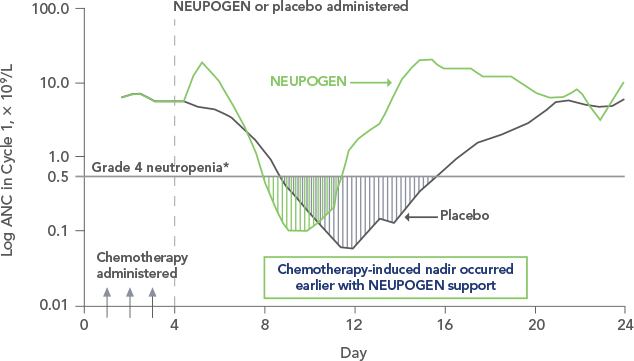 NEUPOGEN or placebo administered
100.0
10.0
1.0
0.5
0.1
0.01
Log ANC in Cycle 1, × 10⁹/L
NEUPOGEN
Grade 4 neutropenia*
Placebo
Chemotherapy
administered
Chemotherapy-induced nadir occurred
earlier with NEUPOGEN support
0 4 8 12 16 20 24
Day